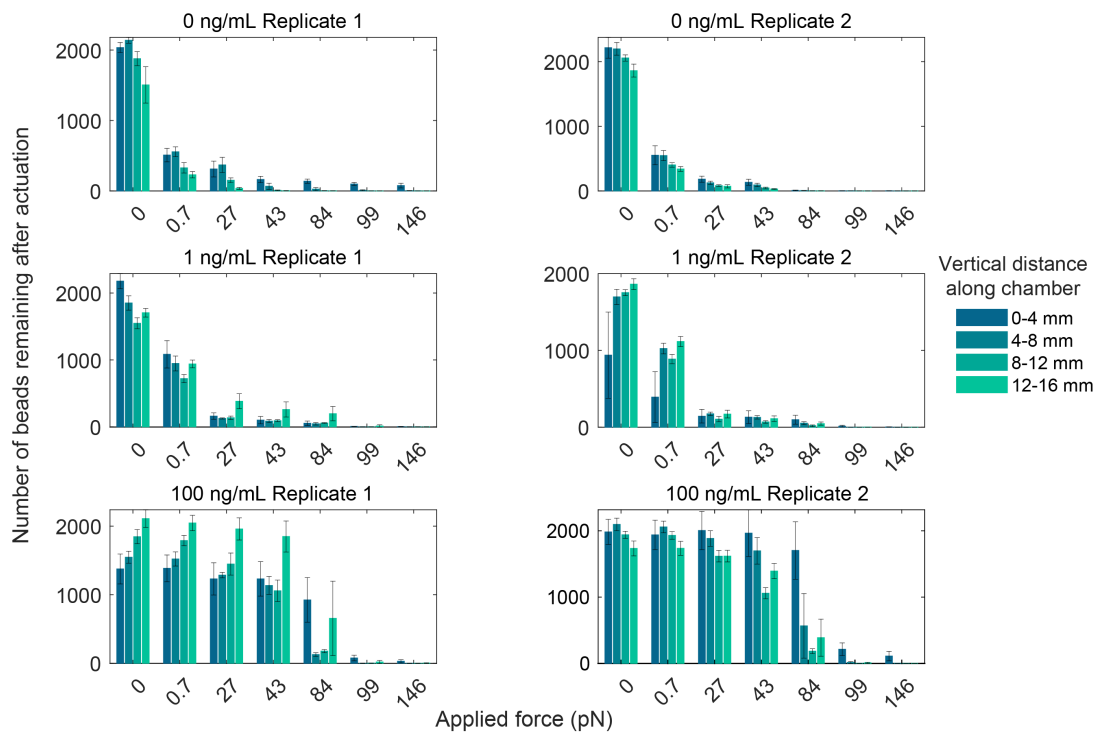 0 ng/mL Replicate 1
2000
1000
0
0 0.7 27 43 84 99 146
0 ng/mL Replicate 2
2000
1000
0
0 0.7 27 43 84 99 146
1 ng/mL Replicate 1
2000
1000
0
0 0.7 27 43 84 99 146
1 ng/mL Replicate 2
2000
1000
0
0 0.7 27 43 84 99 146
100 ng/mL Replicate 1
2000
1000
0
0 0.7 27 43 84 99 146
100 ng/mL Replicate 2
2000
1000
0
0 0.7 27 43 84 99 146
Number of beads remaining after actuation
Applied force (pN)
Vertical distance
along chamber
0-4 mm
4-8 mm
8-12 mm
12-16 mm